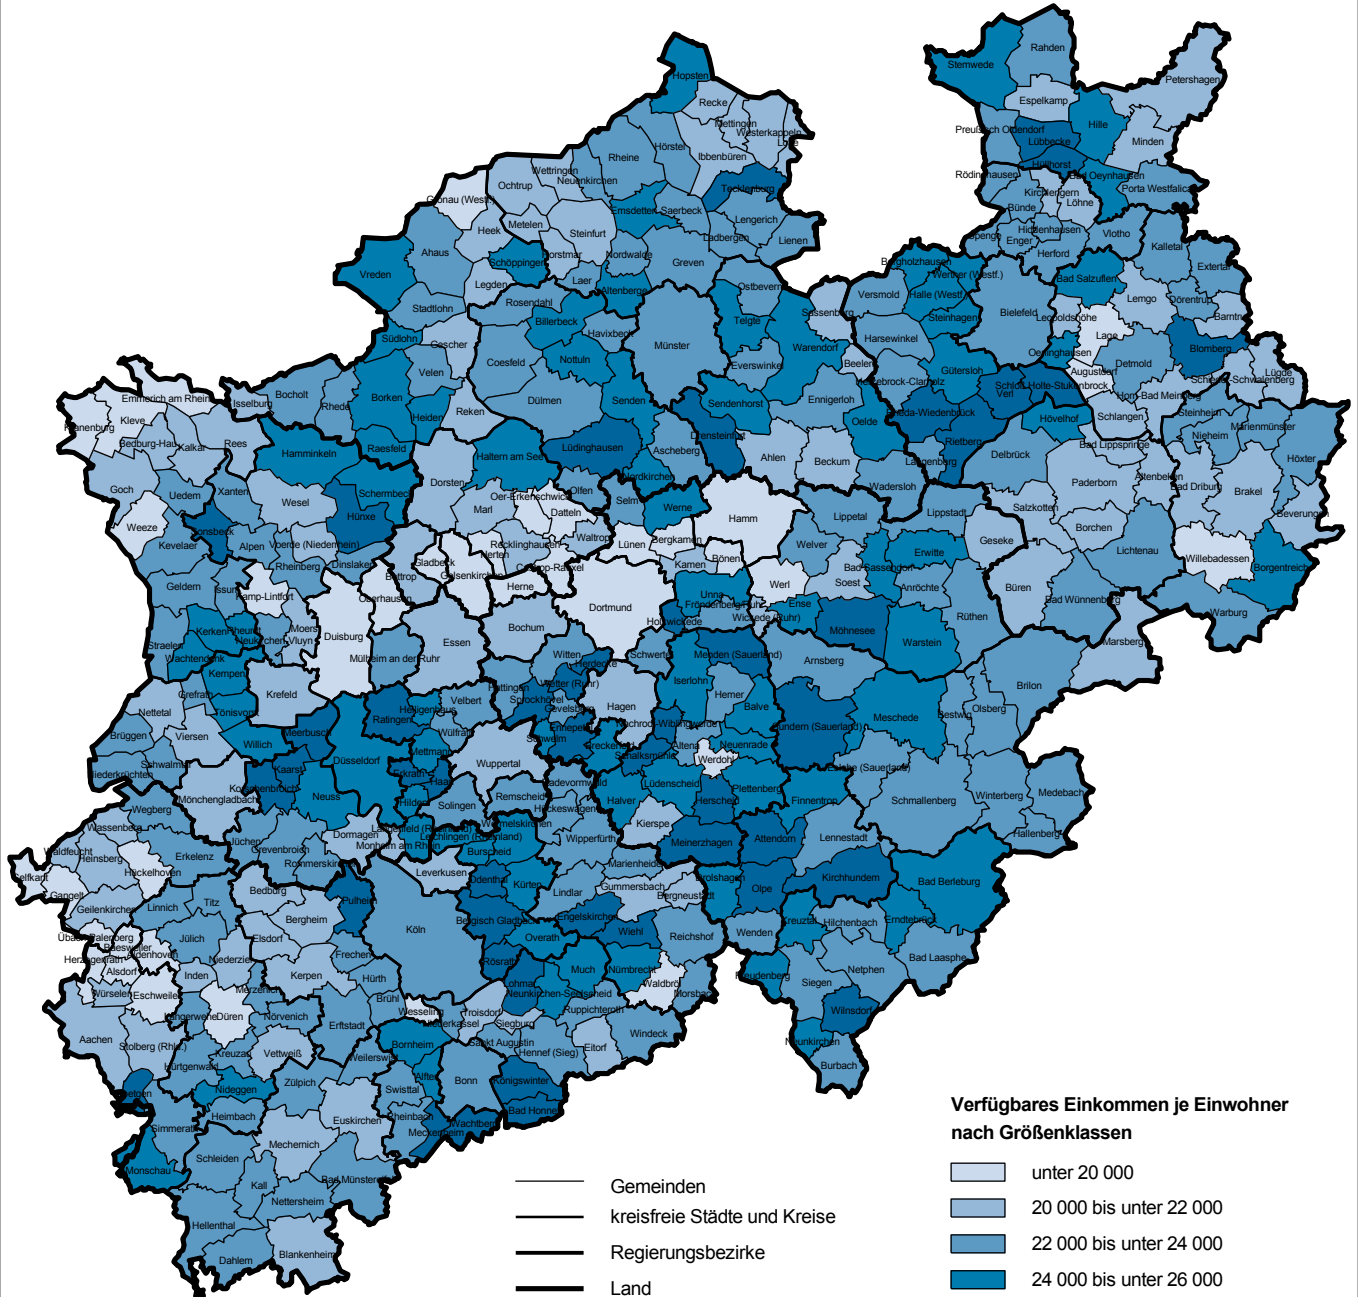 Hopsten
Recke
Mettingen
Westerkappeln
Lotte
Ibbenbüren
Hörstel
Rheine
Neuenkirchen
Wettringen
Ochtrup
Gronau (Westf.)
Metelen
Steinfurt
Heek
Ahaus
Emsdetten
Saerbeck
Tecklenburg
Lengerich
Lienen
Ladbergen
Greven
Nordwalde
Horstmar
Schöppingen
Laer
Altenberge
Vreden
Legden
Stadtlohn
Rosendahl
Billerbeck
Havixbeck
Münster
Ostbevern
Telgte
Sassenberg
Warendorf
Everswinkel
Beelen
Südlohn
Gescher
Velen
Coesfeld
Nottuln
Dülmen
Senden
Sendenhorst
Ennigerloh
Oelde
Stemwede
Rahden
Petershagen
Espelkamp
Preußisch Oldendorf
Lübbecke
Hille
Minden
Hüllhorst
Bad Oeynhausen
Porta Westfalica
Rödinghausen
Kirchlengern
Löhne
Bünde
Hiddenhausen
Vlotho
Spenge
Enger
Herford
Kalletal
Extertal
Borgholzhausen
Werther (Westf.)
Halle (Westf.)
Versmold
Steinhagen
Bielefeld
Bad Salzuflen
Leopoldshöhe
Lemgo
Dörentrup
Barntrup
Lage
Harsewinkel
Oerlinghausen
Detmold
Blomberg
Lügde
Schieder-Schwalenberg
Gütersloh
Herzebrock-Clarholz
Schloß Holte-Stukenbrock
Verl
Augustdorf
Horn-Bad Meinberg
Steinheim
Schlangen
Marienmünster
Nieheim
Rheda-Wiedenbrück
Rietberg
Hövelhof
Bad Lippspringe
Höxter
Langenberg
Delbrück
Paderborn
Altenbeken
Bad Driburg
Brakel
Beverungen
Salzkotten
Borchen
Lichtenau
Willebadessen
Borgentreich
Warburg
Emmerich am Rhein
Kranenburg
Kleve
Bedburg-Hau
Kalkar
Rees
Isselburg
Bocholt
Rhede
Borken
Heiden
Reken
Raesfeld
Hamminkeln
Goch
Uedem
Xanten
Wesel
Schermbeck
Hünxe
Weeze
Sonsbeck
Kevelaer
Alpen
Voerde (Niederrhein)
Dinslaken
Rheinberg
Geldern
Issum
Kamp-Lintfort
Moers
Duisburg
Oberhausen
Kerken
Rheurdt
Neukirchen-Vluyn
Straelen
Wachtendonk
Kempen
Haltern am See
Lüdinghausen
Ascheberg
Drensteinfurt
Ahlen
Beckum
Wadersloh
Nordkirchen
Dorsten
Oer-Erkenschwick
Marl
Olfen
Selm
Werne
Datteln
Waltrop
Hamm
Lippetal
Lippstadt
Geseke
Recklinghausen
Herten
Gladbeck
Gelsenkirchen
Castrop-Rauxel
Herne
Bottrop
Lünen
Bergkamen
Kamen
Bönen
Welver
Bad Sassendorf
Erwitte
Soest
Werl
Anröchte
Büren
Bad Wünnenberg
Dortmund
Unna
Fröndenberg/Ruhr
Wickede (Ruhr)
Holzwickede
Ense
Möhnesee
Warstein
Rüthen
Marsberg
Essen
Bochum
Mülheim an der Ruhr
Witten
Herdecke
Schwerte
Menden (Sauerland)
Arnsberg
Brilon
Olsberg
Bestwig
Meschede
Hattingen
Wetter (Ruhr)
Sprockhövel
Gevelsberg
Hagen
Iserlohn
Hemer
Balve
Sundern (Sauerland)
Nachrodt-Wiblingwerde
Ennepetal
Schwelm
Breckerfeld
Schalksmühle
Altena
Neuenrade
Werdohl
Eslohe (Sauerland)
Schmallenberg
Winterberg
Medebach
Hallenberg
Grefrath
Nettetal
Krefeld
Tönisvorst
Brüggen
Viersen
Willich
Meerbusch
Schwalmtal
Niederkrüchten
Kaarst
Korschenbroich
Düsseldorf
Neuss
Mönchengladbach
Ratingen
Heiligenhaus
Velbert
Wülfrath
Mettmann
Wuppertal
Erkrath
Haan
Hilden
Solingen
Remscheid
Radevormwald
Hückeswagen
Halver
Lüdenscheid
Herscheid
Plettenberg
Finnentrop
Kierspe
Meinerzhagen
Attendorn
Lennestadt
Wegberg
Wassenberg
Waldfeucht
Heinsberg
Selfkant
Hückelhoven
Erkelenz
Gangelt
Geilenkirchen
Linnich
Titz
Jüchen
Grevenbroich
Rommerskirchen
Dormagen
Monheim am Rhein
Langenfeld (Rheinland)
Leichlingen (Rheinland)
Wermelskirchen
Burscheid
Wipperfürth
Leverkusen
Odenthal
Kürten
Lindlar
Marienheide
Gummersbach
Bergneustadt
Drolshagen
Olpe
Kirchhundem
Bad Berleburg
Bedburg
Bergheim
Pulheim
Köln
Bergisch Gladbach
Engelskirchen
Wiehl
Reichshof
Overath
Wenden
Kreuztal
Hilchenbach
Erndtebrück
Bad Laasphe
Übach-Palenberg
Baesweiler
Herzogenrath
Aldenhoven
Alsdorf
Jülich
Elsdorf
Niederzier
Inden
Würselen
Eschweiler
Merzenich
Kerpen
Frechen
Hürth
Brühl
Rösrath
Lohmar
Much
Nümbrecht
Neunkirchen-Seelscheid
Waldbröl
Morsbach
Ruppichteroth
Freudenberg
Siegen
Netphen
Wilnsdorf
Neunkirchen
Burbach
Aachen
Stolberg (Rhld.)
Langerwehe
Düren
Nörvenich
Erftstadt
Wesseling
Niederkassel
Troisdorf
Siegburg
Sankt Augustin
Hennef (Sieg)
Eitorf
Windeck
Hürtgenwald
Kreuzau
Vettweiß
Weilerswist
Bornheim
Alfter
Bonn
Königswinter
Bad Honnef
Roetgen
Nideggen
Zülpich
Swisttal
Rheinbach
Meckenheim
Wachtberg
Simmerath
Heimbach
Euskirchen
Mechernich
Monschau
Schleiden
Kall
Bad Münstereifel
Nettersheim
Hellenthal
Blankenheim
Dahlem
Gemeinden
kreisfreie Städte und Kreise
Regierungsbezirke
Land
Verfügbares Einkommen je Einwohner
nach Größenklassen
unter 20 000
20 000 bis unter 22 000
22 000 bis unter 24 000
24 000 bis unter 26 000